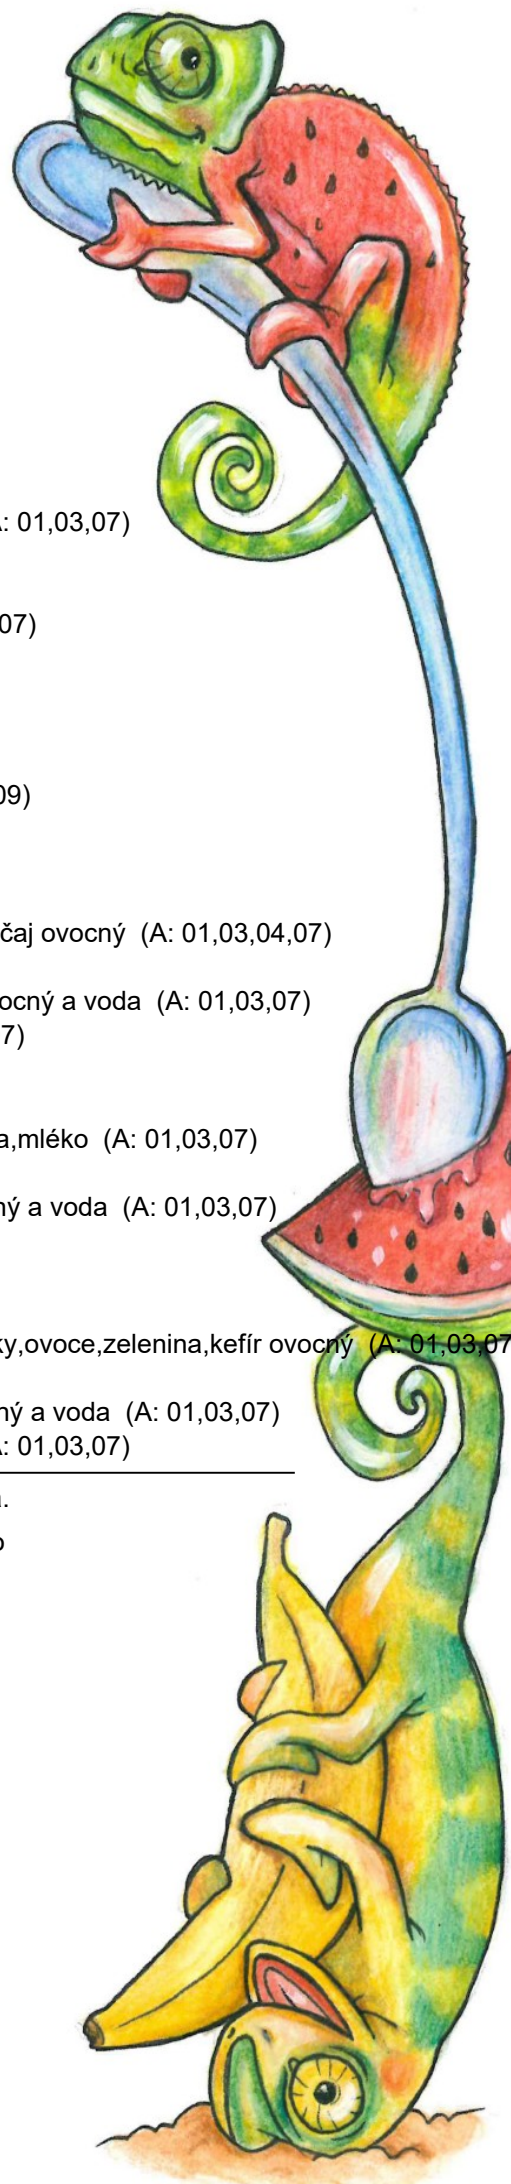 : 01,03,07)
07)
09)
čaj ovocný (A: 01,03,04,07)
ocný a voda (A: 01,03,07)
7)
a,mléko (A: 01,03,07)
ný a voda (A: 01,03,07)
ky,ovoce,zelenina,kefír ovocný (A: 01,03,07
ný a voda (A: 01,03,07)
: 01,03,07)